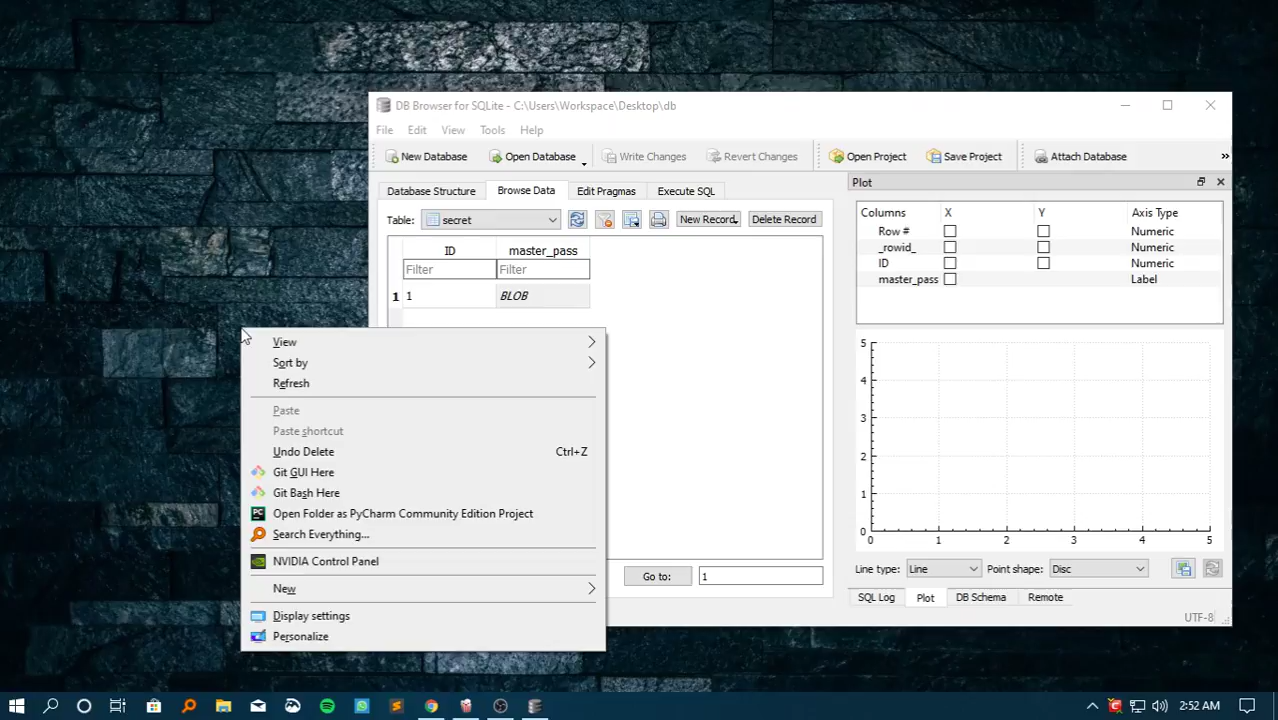 DB Browser for SQLite - C:\Users\Workspace\Desktop\db
File Edit View Tools Help
New Database Open Database Write Changes Revert Changes Open Project Save Project Attach Database »
Database Structure Browse Data Edit Pragmas Execute SQL
Table: secret New Record Delete Record
ID master_pass
Filter Filter
1 1 BLOB
Go to: 1
Plot
Columns X Y Axis Type
Row # Numeric
_rowid_ Numeric
ID Numeric
master_pass Label
5
4
3
2
1
0
0 1 2 3 4 5
Line type: Line Point shape: Disc
SQL Log Plot DB Schema Remote
UTF-8
View
Sort by
Refresh
Paste
Paste shortcut
Undo Delete Ctrl+Z
Git GUI Here
Git Bash Here
PC Open Folder as PyCharm Community Edition Project
Search Everything...
NVIDIA Control Panel
New
Display settings
Personalize
2:52 AM